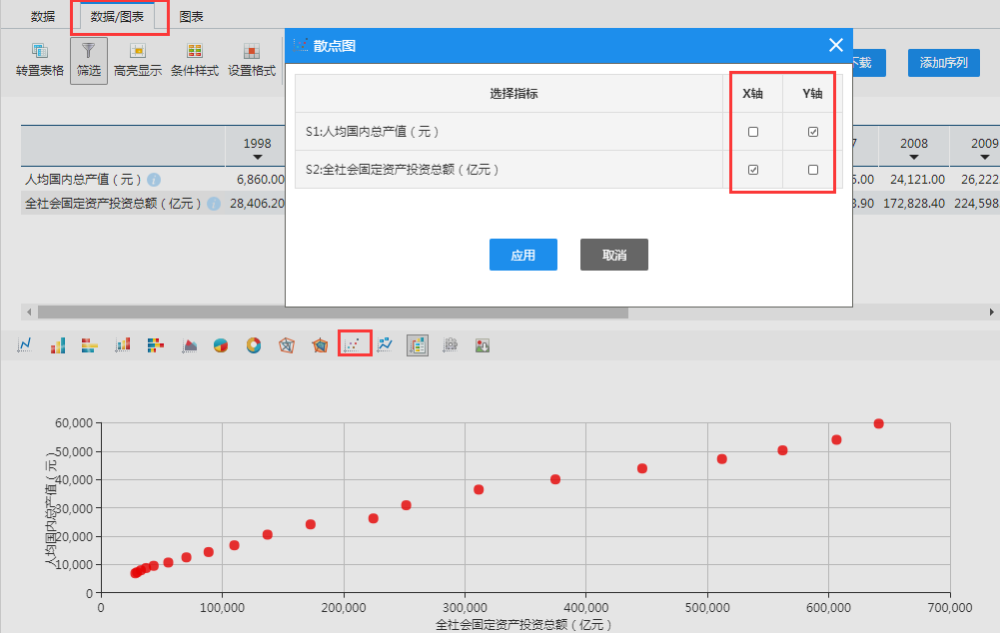 数据 数据/图表 图表
转置表格 筛选 高亮显示 条件样式 设置格式
下载 添加序列
散点图
选择指标 X轴 Y轴
S1:人均国内总产值（元）
S2:全社会固定资产投资总额（亿元）
应用 取消
1998 7 2008 2009
人均国内总产值（元） 6,860.00 5.00 24,121.00 26,222
全社会固定资产投资总额（亿元） 28,406.20 3.90 172,828.40 224,598
60,000
50,000
40,000
30,000
20,000
10,000
0
人均国内总产值（元）
0 100,000 200,000 300,000 400,000 500,000 600,000 700,000
全社会固定资产投资总额（亿元）